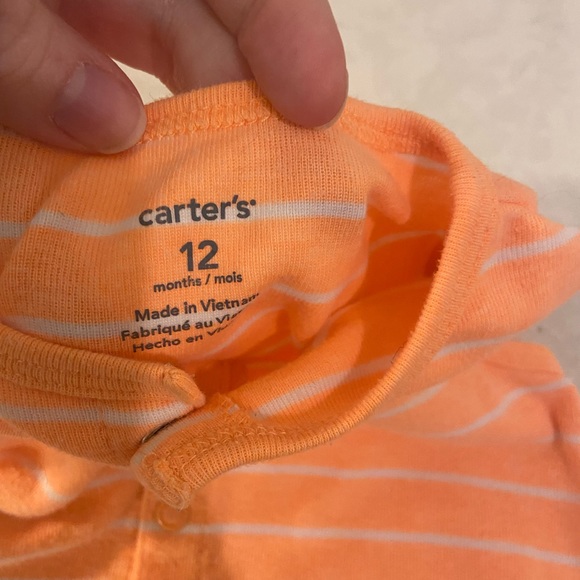 carter's
12
months / mois
Made in Vietnam
Fabriqué au
Hecho en